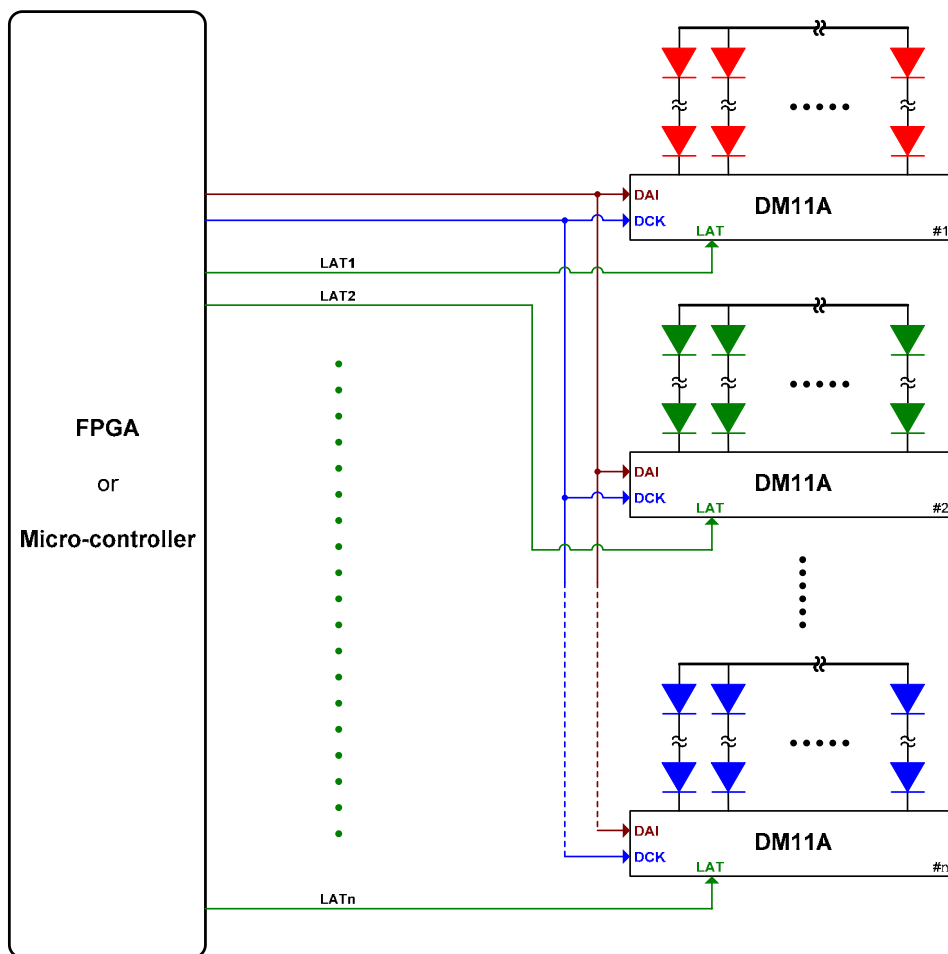 DAI
DM11A
DCK
LAT
#1
LAT1
LAT2
FPGA
or
Micro-controller
DAI
DM11A
DCK
LAT
#2
DAI
DM11A
DCK
LAT
#n
LATn